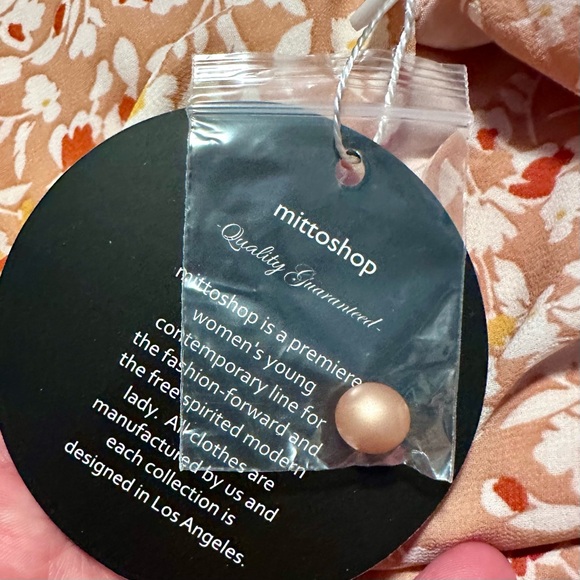 mittoshop
-Quality Guaranteed-
mittoshop is a premiere
women's young
contemporary line for
the fashion-forward and
the free spirited modern
lady. All clothes are
manufactured by us and
each collection is
designed in Los Angeles.